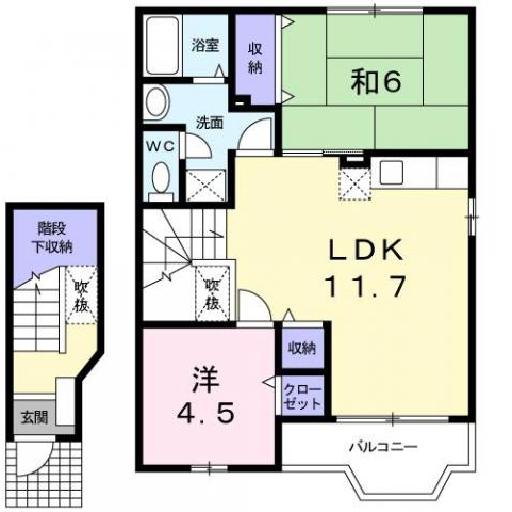 浴室
収
納
和6
洗面
WC
階段
下収納
吹
抜
吹
抜
LDK
11.7
収納
洋
4.5
クロー
ゼット
玄関
バルコニー